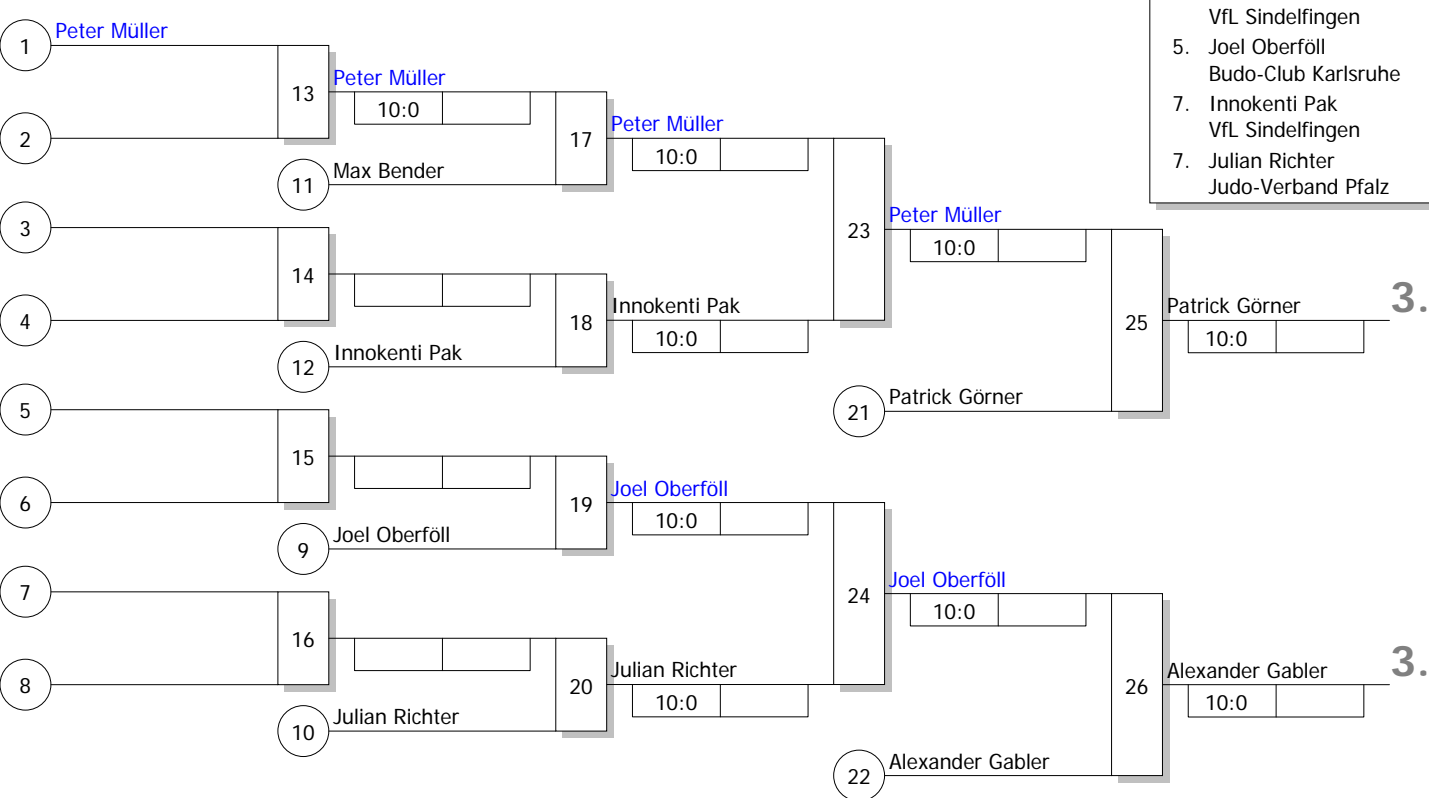 VfL Sindelfingen
5. Joel Oberföll
Budo-Club Karlsruhe
7. Innokenti Pak
VfL Sindelfingen
7. Julian Richter
Judo-Verband Pfalz
1 Peter Müller
2
13 Peter Müller
10:0
11 Max Bender
17 Peter Müller
10:0
3
4
14
12 Innokenti Pak
18 Innokenti Pak
10:0
23 Peter Müller
10:0
21 Patrick Görner
25 Patrick Görner 3.
10:0
5
6
15
9 Joel Oberföll
19 Joel Oberföll
10:0
7
8
16
10 Julian Richter
20 Julian Richter
10:0
24 Joel Oberföll
10:0
22 Alexander Gabler
26 Alexander Gabler 3.
10:0